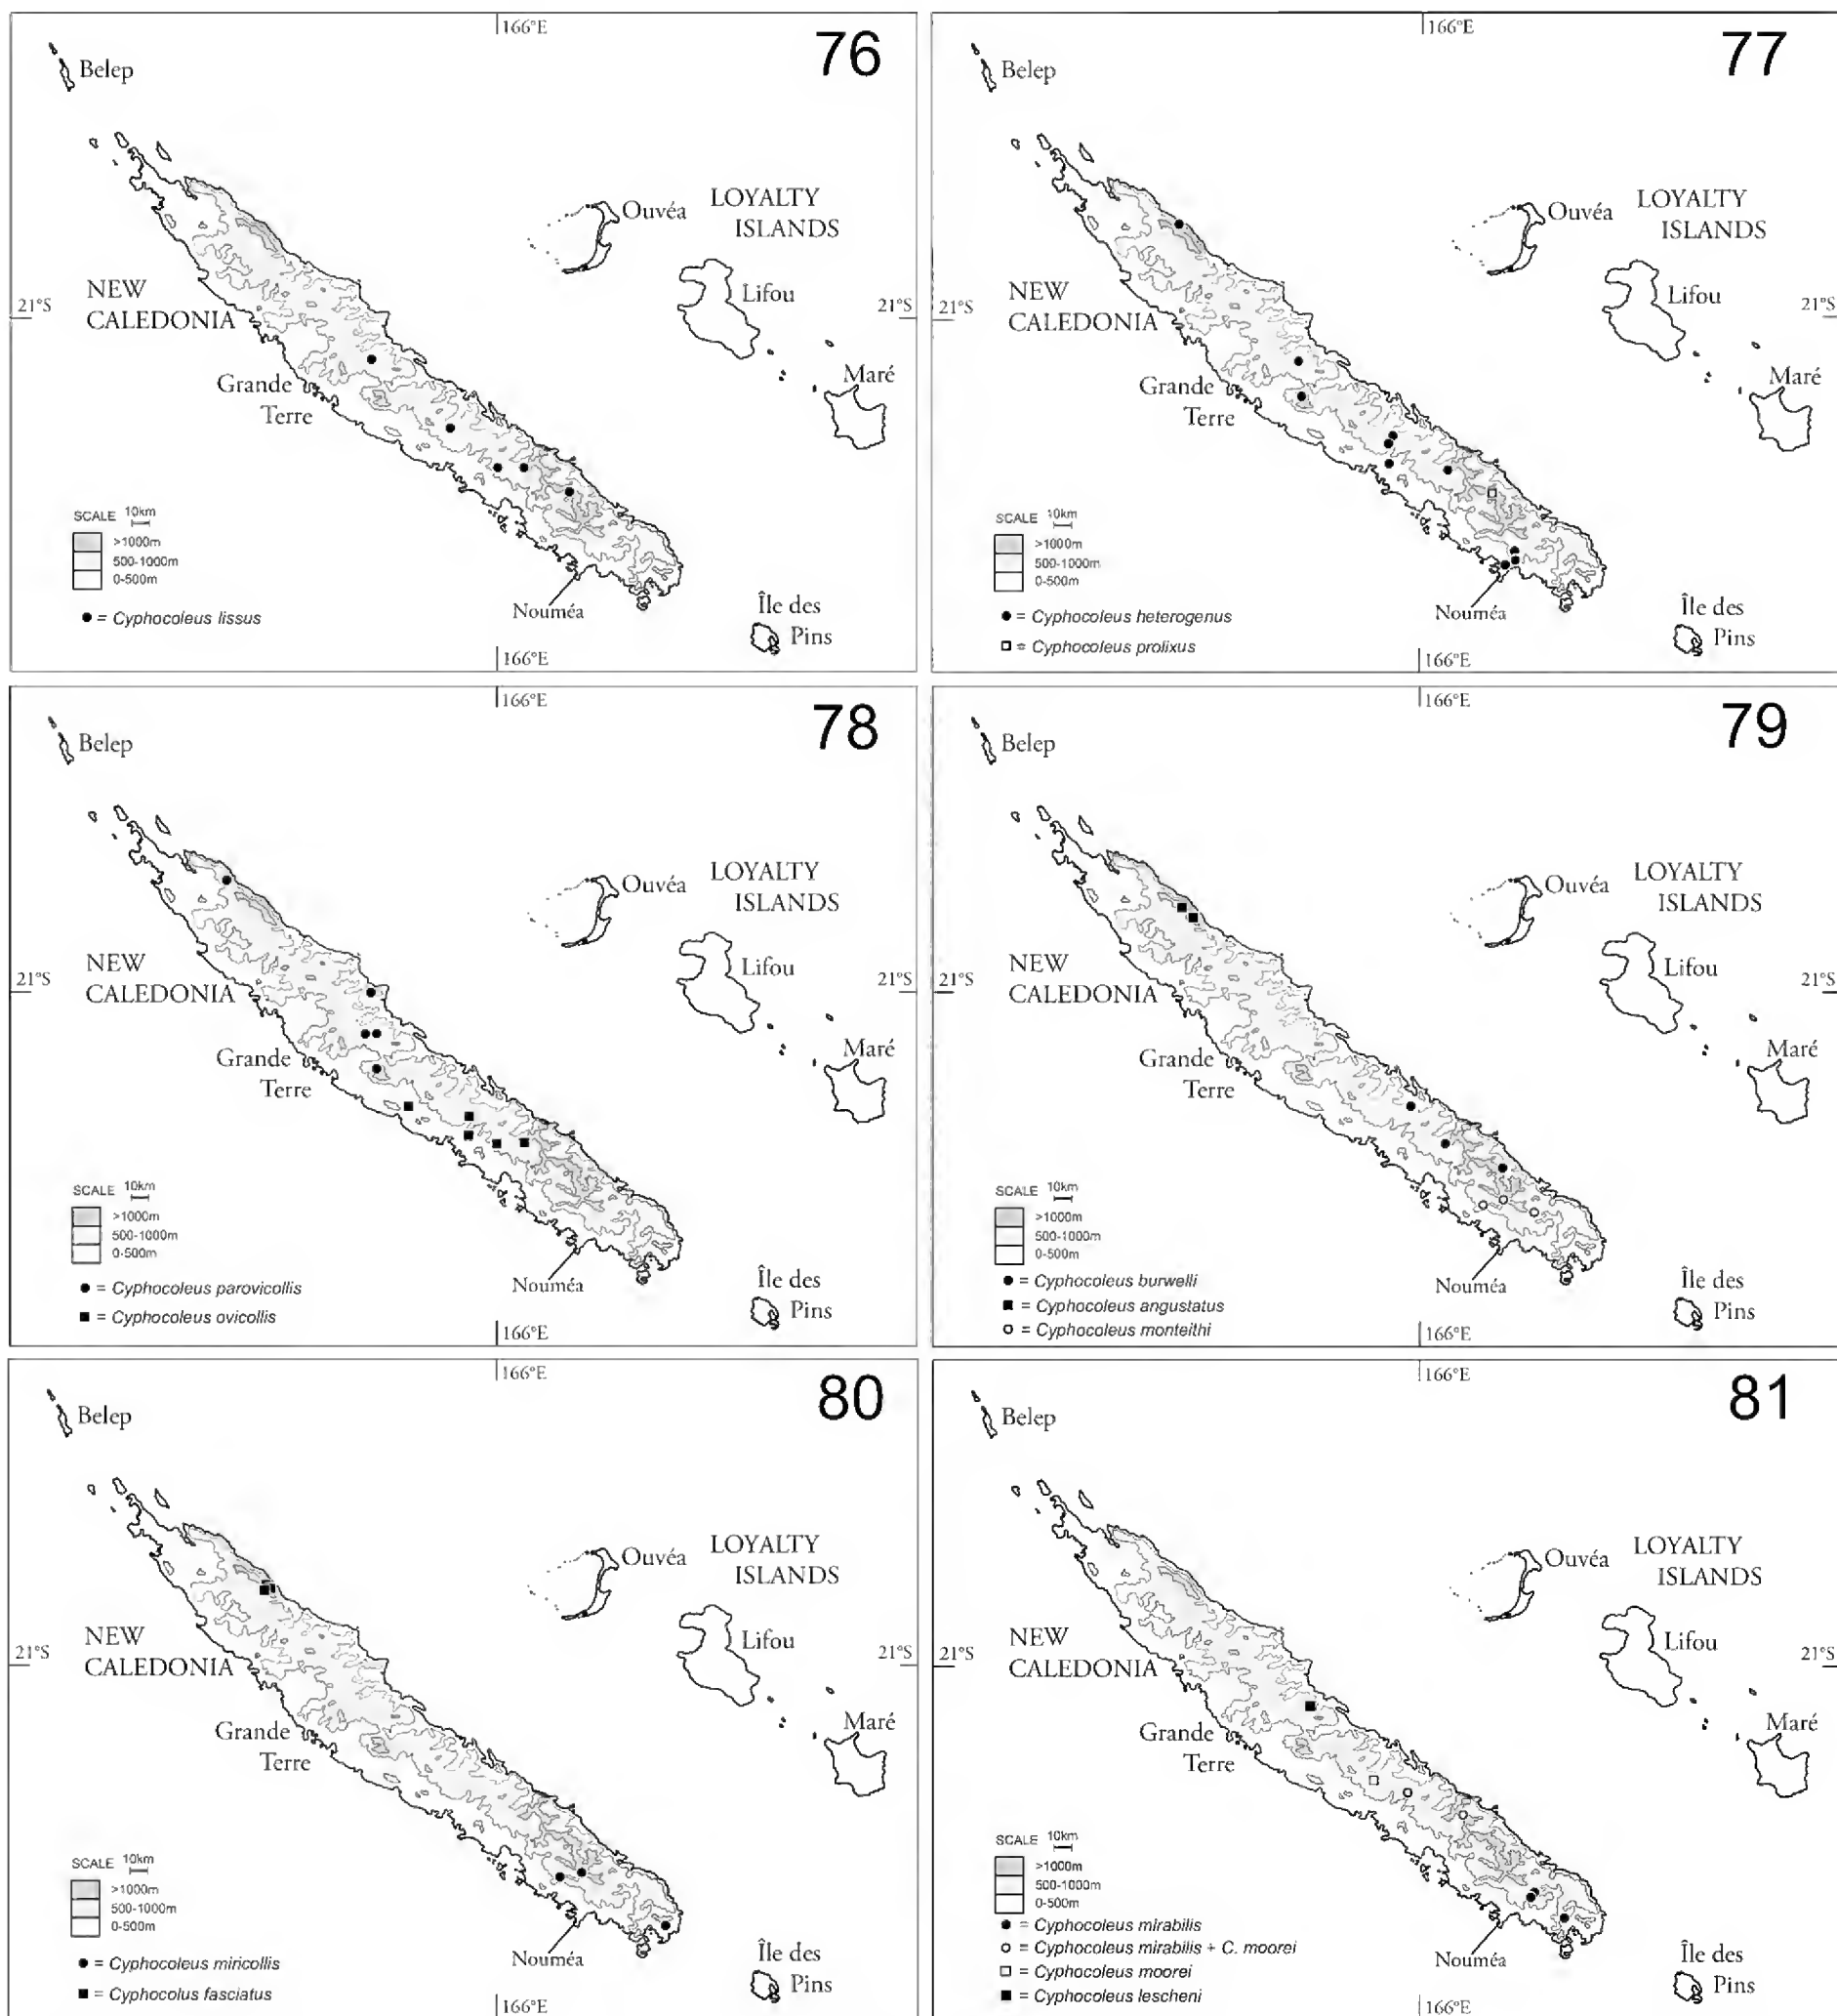 166°E
76
Belep
Ouvéa
LOYALTY
ISLANDS
Lifou
NEW
CALEDONIA
21°S
21°S
Grande
Terre
Maré
SCALE 10km
>1000m
500-1000m
0-500m
Nouméa
Île des
Pins
● = Cyphocoleus lissus
166°E
166°E
77
Belep
Ouvéa
LOYALTY
ISLANDS
Lifou
NEW
CALEDONIA
21°S
Grande
Terre
Maré
SCALE 10km
>1000m
500-1000m
0-500m
Nouméa
Île des
Pins
● = Cyphocoleus heterogenus
□ = Cyphocoleus prolixus
166°E
166°E
78
Belep
Ouvéa
LOYALTY
ISLANDS
Lifou
NEW
CALEDONIA
21°S
21°S
Grande
Terre
Maré
SCALE 10km
>1000m
500-1000m
0-500m
Nouméa
Île des
Pins
● = Cyphocoleus parovicollis
■ = Cyphocoleus ovicollis
166°E
166°E
79
Belep
Ouvéa
LOYALTY
ISLANDS
Lifou
NEW
CALEDONIA
21°S
Grande
Terre
Maré
SCALE 10km
>1000m
500-1000m
0-500m
Nouméa
Île des
Pins
● = Cyphocoleus burwelli
■ = Cyphocoleus angustatus
○ = Cyphocoleus monteithi
166°E
166°E
80
Belep
Ouvéa
LOYALTY
ISLANDS
Lifou
NEW
CALEDONIA
21°S
21°S
Grande
Terre
Maré
SCALE 10km
>1000m
500-1000m
0-500m
Nouméa
Île des
Pins
● = Cyphocoleus miricollis
■ = Cyphocolus fasciatus
166°E
166°E
81
Belep
Ouvéa
LOYALTY
ISLANDS
Lifou
NEW
CALEDONIA
21°S
Grande
Terre
Maré
SCALE 10km
>1000m
500-1000m
0-500m
Nouméa
Île des
Pins
● = Cyphocoleus mirabilis
○ = Cyphocoleus mirabilis + C. moorei
□ = Cyphocoleus moorei
■ = Cyphocoleus lescheni
166°E